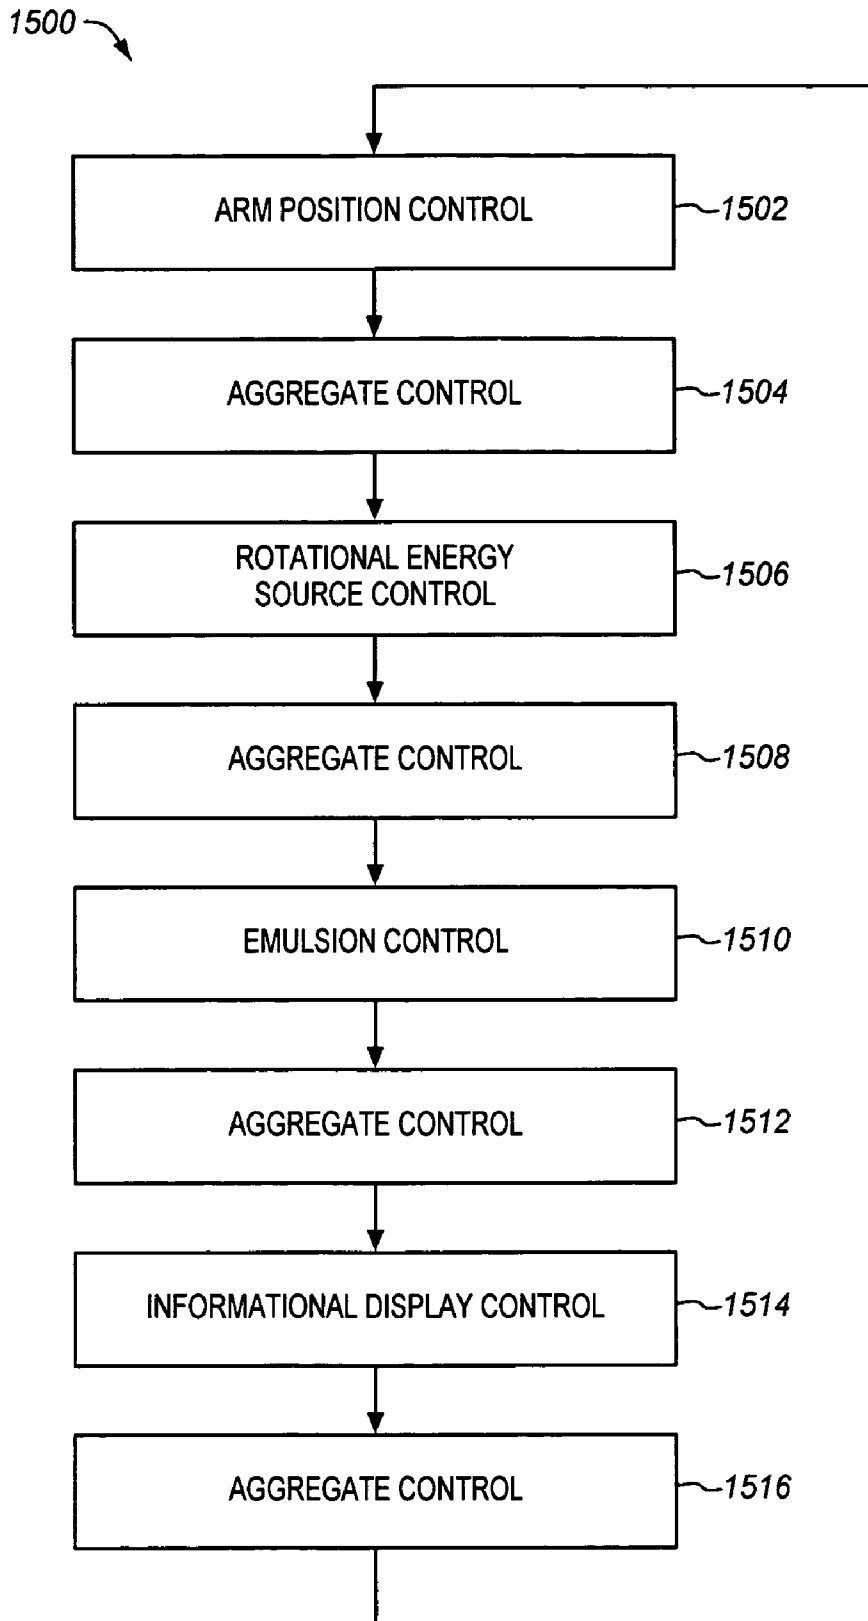 1500
ARM POSITION CONTROL
1502
AGGREGATE CONTROL
1504
ROTATIONAL ENERGY
SOURCE CONTROL
1506
AGGREGATE CONTROL
1508
EMULSION CONTROL
1510
AGGREGATE CONTROL
1512
INFORMATIONAL DISPLAY CONTROL
1514
AGGREGATE CONTROL
1516